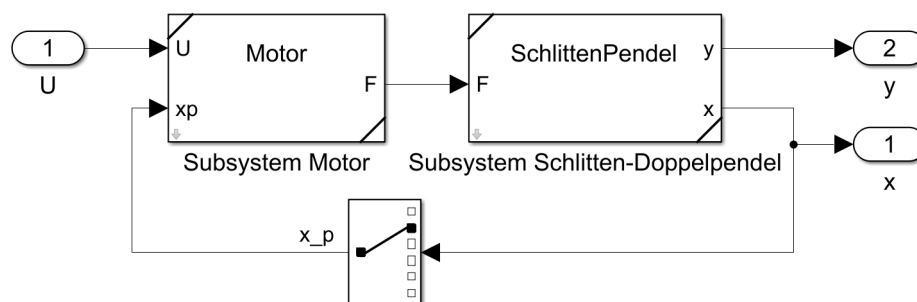 1
U
U
Motor
xp
F
Subsystem Motor
F
SchlittenPendel
y
x
Subsystem Schlitten-Doppelpendel
2
y
1
x
x_p